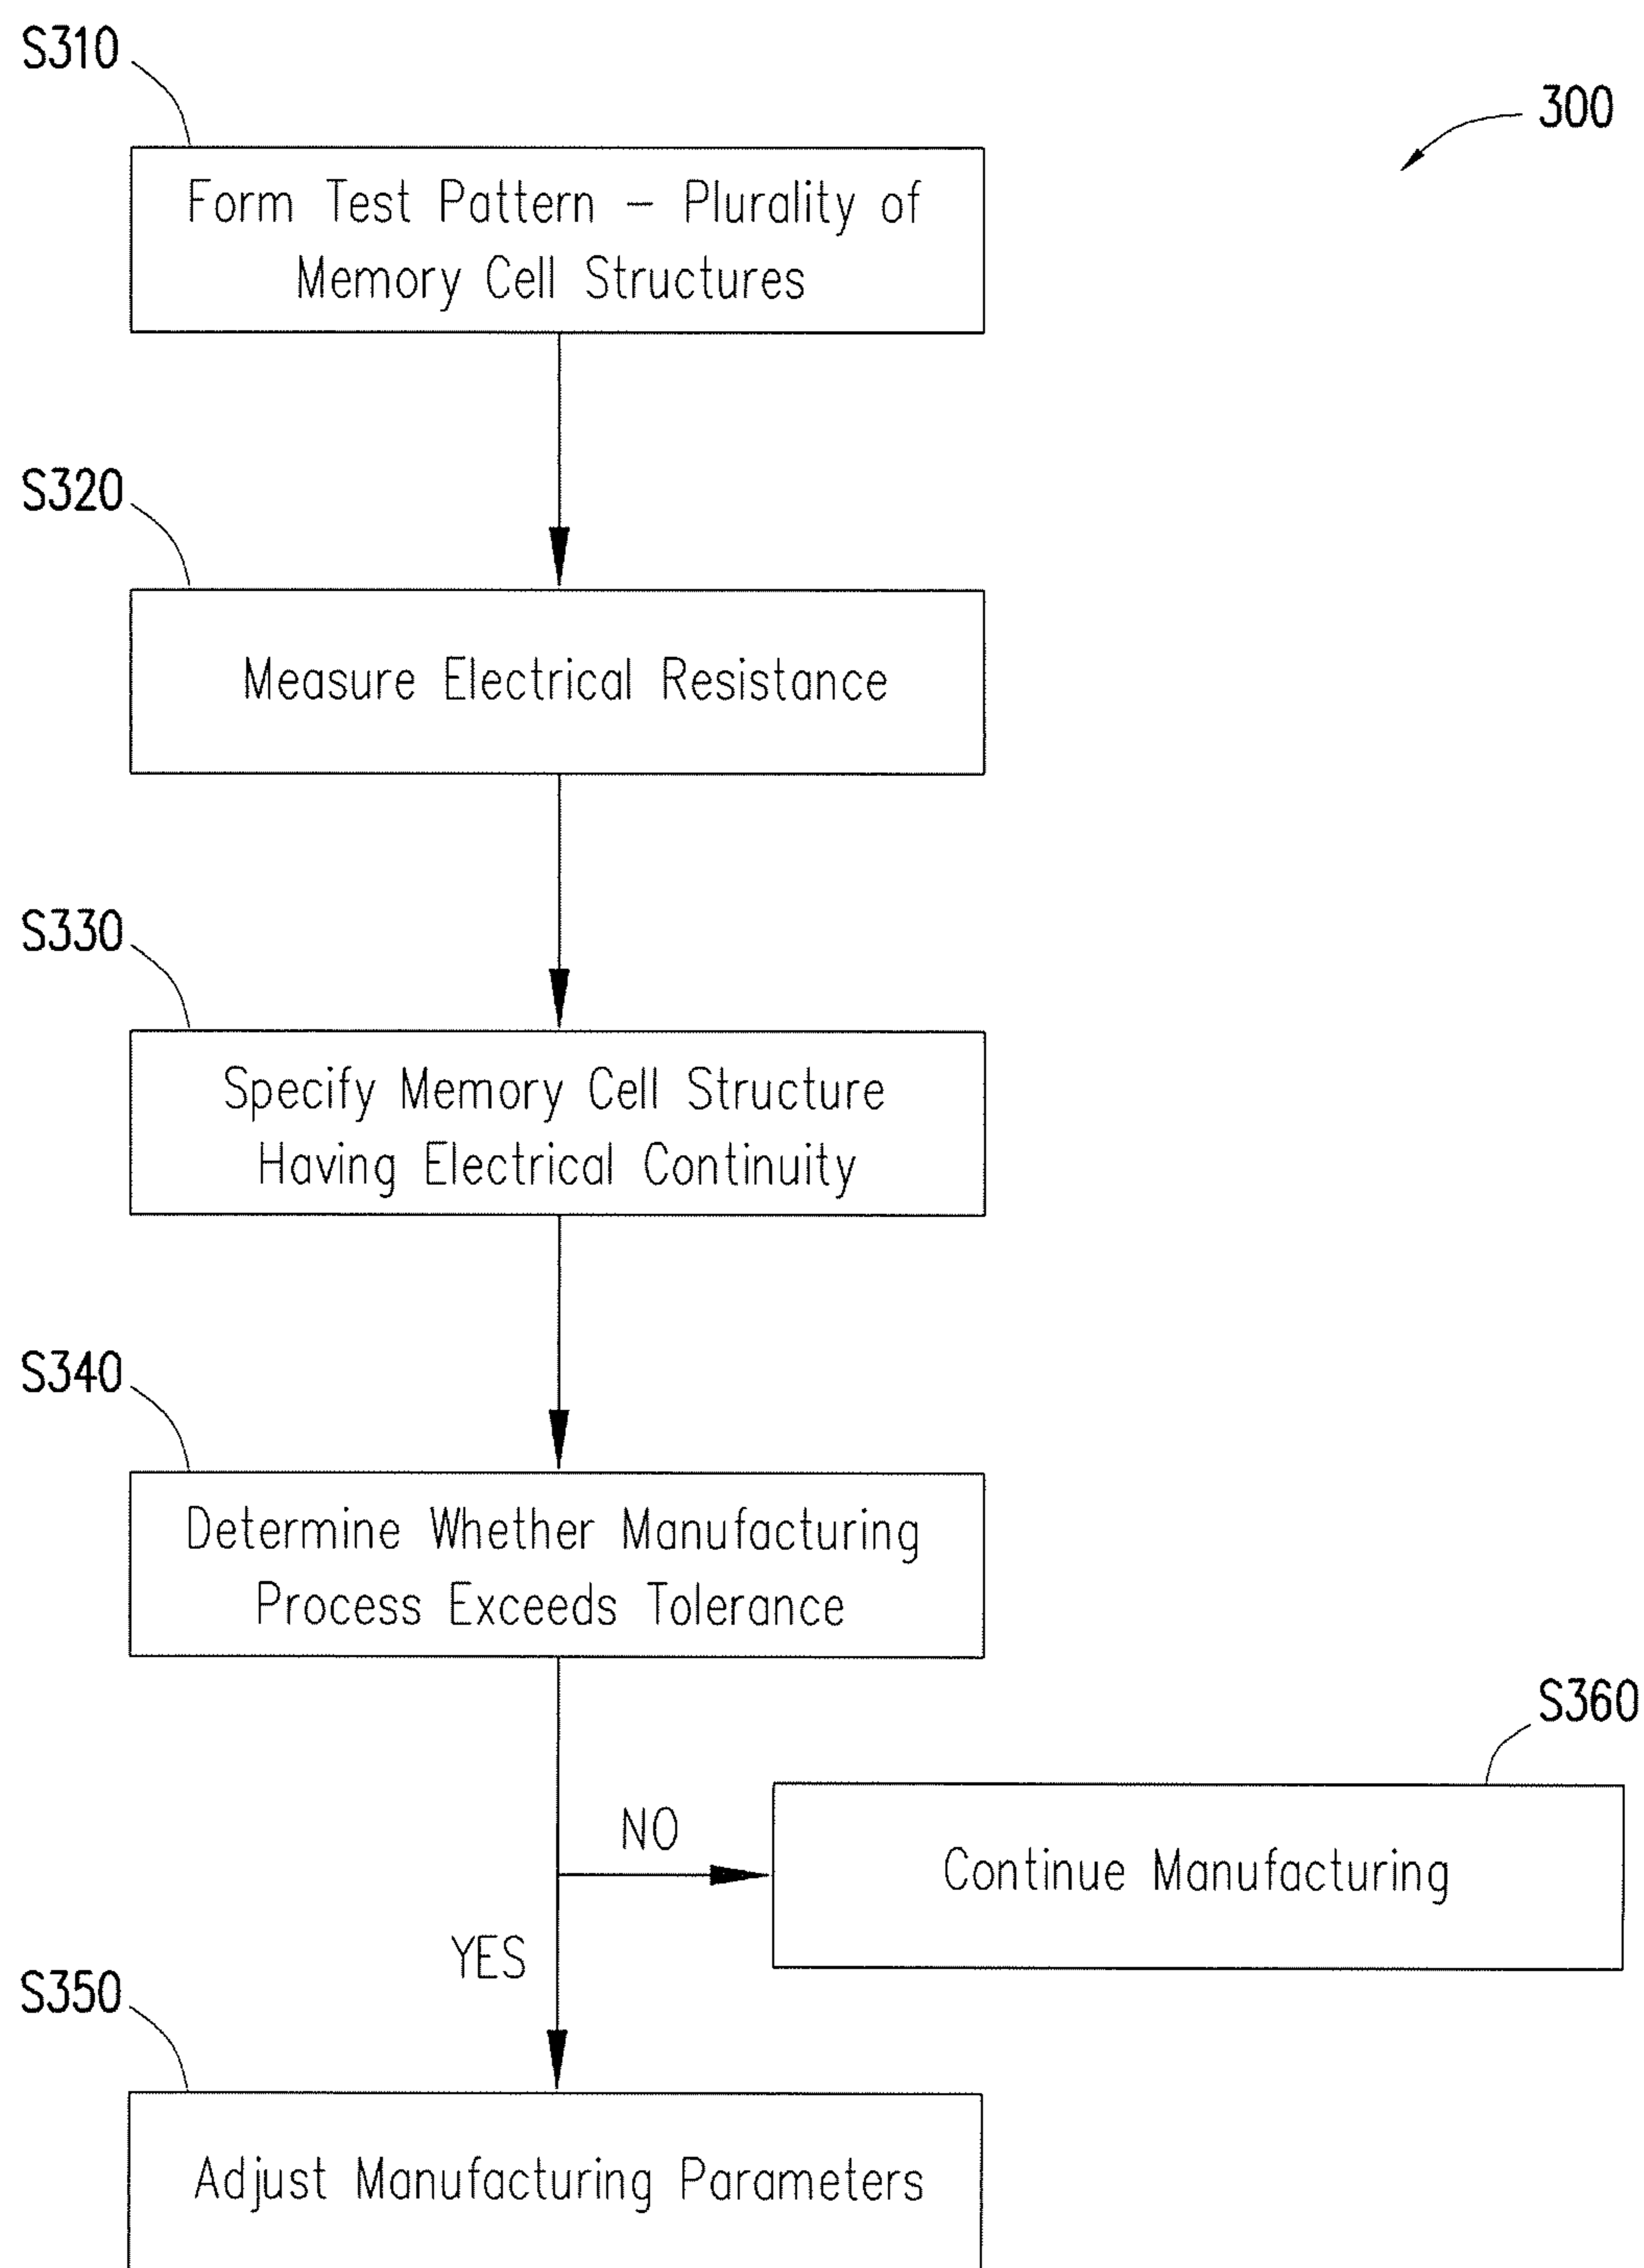 S310
300
Form Test Pattern – Plurality of
Memory Cell Structures
S320
Measure Electrical Resistance
S330
Specify Memory Cell Structure
Having Electrical Continuity
S340
Determine Whether Manufacturing
Process Exceeds Tolerance
S360
NO
Continue Manufacturing
YES
S350
Adjust Manufacturing Parameters